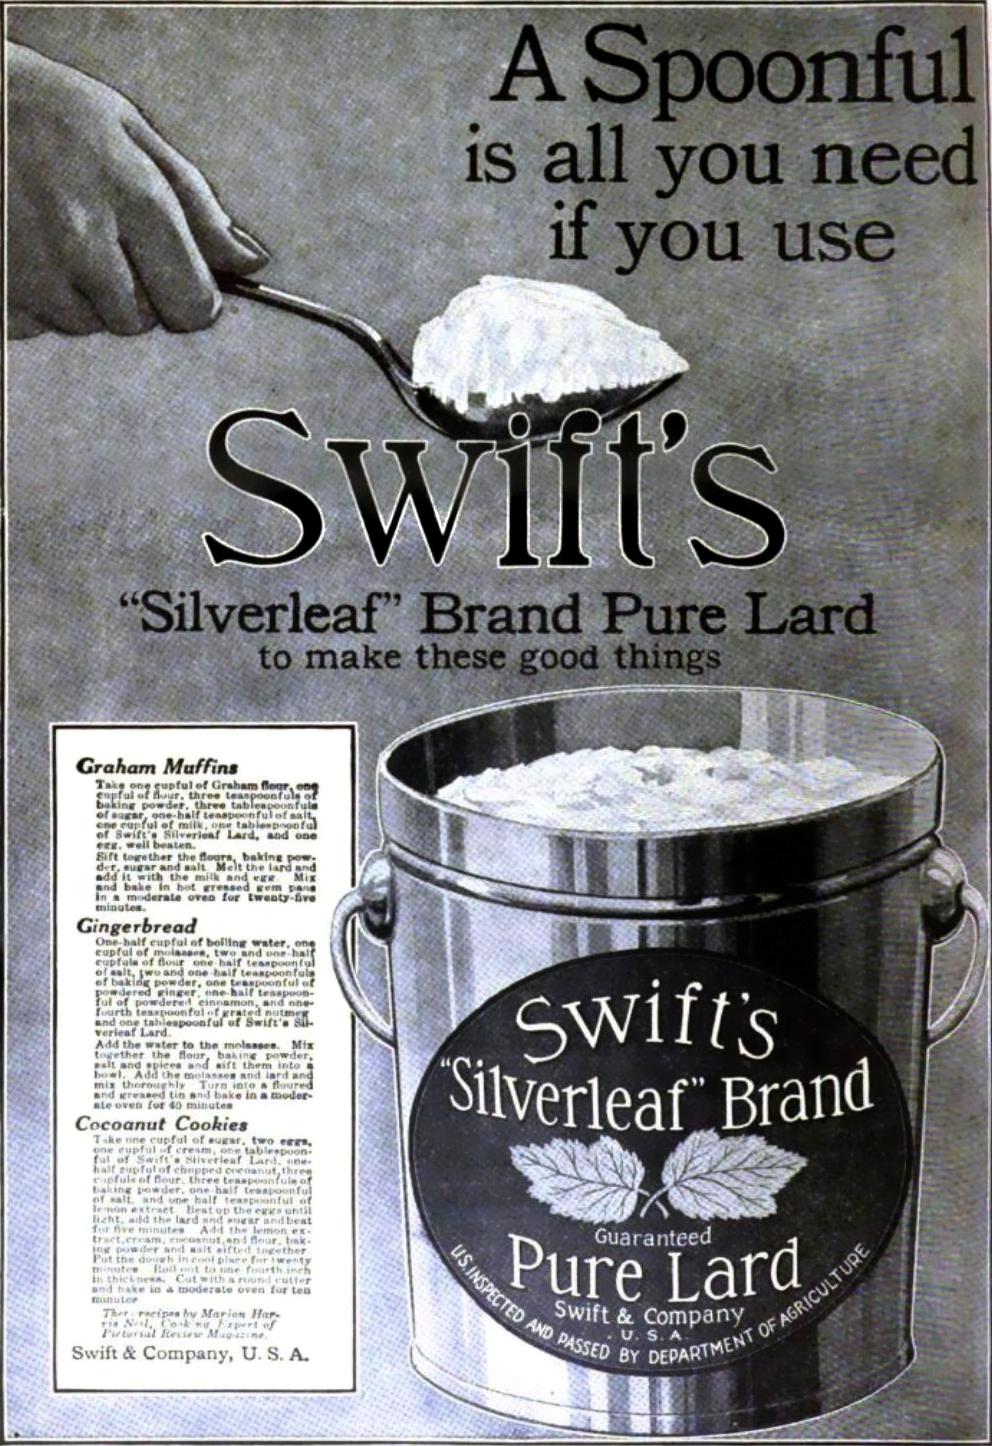 A Spoonful
is all you need
if you use
Swift's
“Silverleaf” Brand Pure Lard
to make these good things
Graham Muffins
Take one cupful of Graham flour, one
cupful of flour, three teaspoonfuls of
baking powder, three tablespoonfuls
of sugar, one-half teaspoonful of salt,
one cupful of milk, one tablespoonful
of Swift's Silverleaf Lard, and one
egg, well beaten.
Sift together the flours, baking pow-
der, sugar and salt. Melt the lard and
add it with the milk and egg. Mix
and bake in hot greased gem pans
in a moderate oven for twenty-five
minutes.
Gingerbread
One-half cupful of boiling water, one
cupful of molasses, two and one-half
cupfuls of flour one-half teaspoonful
of salt, two and one-half teaspoonfuls
of baking powder, one teaspoonful of
powdered ginger, one-half teaspoon-
ful of powdered cinnamon, and one-
fourth teaspoonful of grated nutmeg
and one tablespoonful of Swift's Sil-
verleaf Lard.
Add the water to the molasses. Mix
together the flour, baking powder,
salt and spices and sift them into a
bowl. Add the molasses and lard and
mix thoroughly Turn into a floured
and greased tin and bake in a moder-
ate oven for 40 minutes
Cocoanut Cookies
Take one cupful of sugar, two eggs,
one cupful of cream, one tablespoon-
ful of Swift's Silverleaf Lard, one-
half cupful of chopped cocoanut, three
cupfuls of flour, three teaspoonfuls of
baking powder, one-half teaspoonful
of salt, and one half teaspoonful of
lemon extract. Beat up the eggs until
light, add the lard and sugar and beat
for five minutes Add the lemon ex-
tract, cream, cocoanut, and flour, bak-
ing powder and salt sifted together.
Put the dough in cool place for twenty
minutes Roll out to one fourth inch
in thickness. Cut with a round cutter
and bake in a moderate oven for ten
minutes
These recipes by Marion Har-
ris Neil, Cooking Expert of
Pictorial Review Magazine.
Swift & Company, U. S. A.
Swift's
“Silverleaf” Brand
Guaranteed
Pure Lard
Swift & Company
U. S. A.
U.S. INSPECTED AND PASSED BY DEPARTMENT OF AGRICULTURE